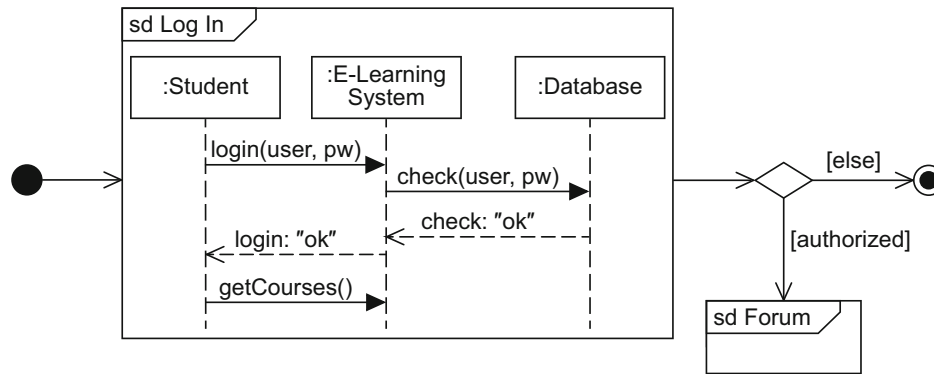 sd Log In
:Student
:E-Learning
System
:Database
login(user, pw)
check(user, pw)
check: "ok"
login: "ok"
getCourses()
[else]
[authorized]
sd Forum